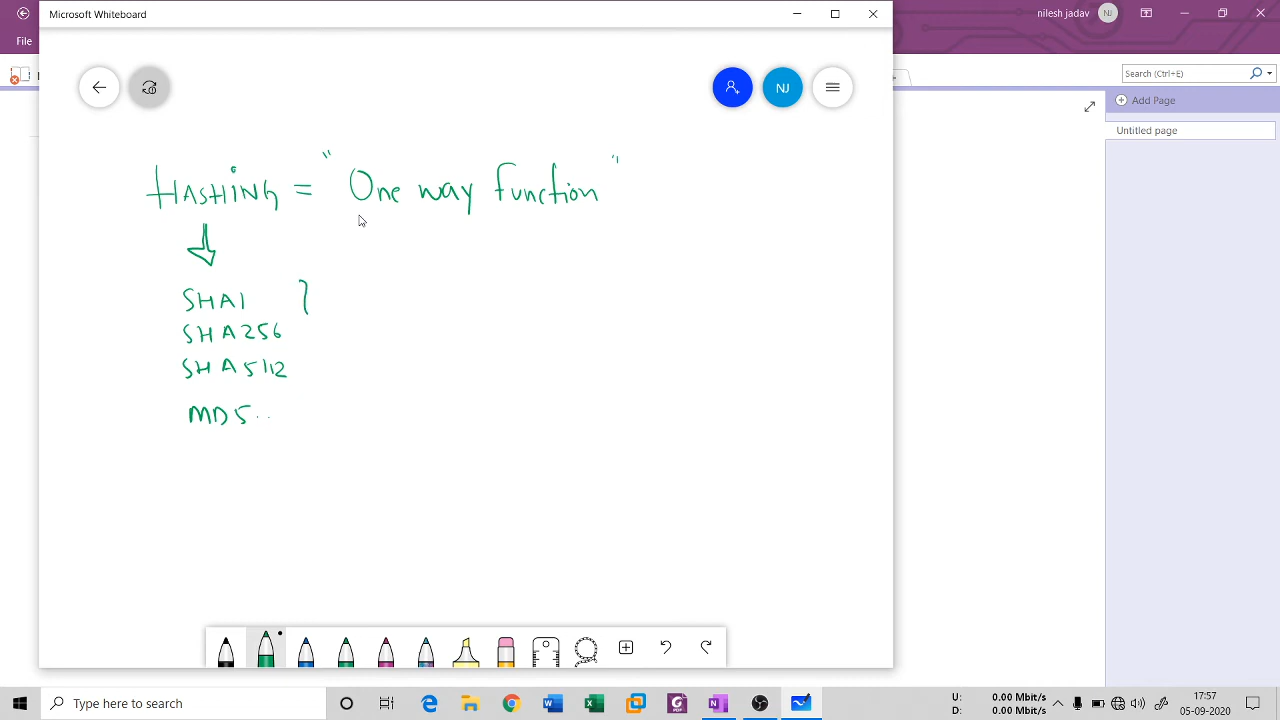 Microsoft Whiteboard
nilesh jadav NJ
File
Search (Ctrl+E)
NJ
Add Page
Untitled page
HASHiNG = " One way function "
SHA1
SHA256
SHA512
MD5..
Type here to search
U: 0.00 Mbit/s
D: 0.00 Mbit/s
17:57
05-09-2020